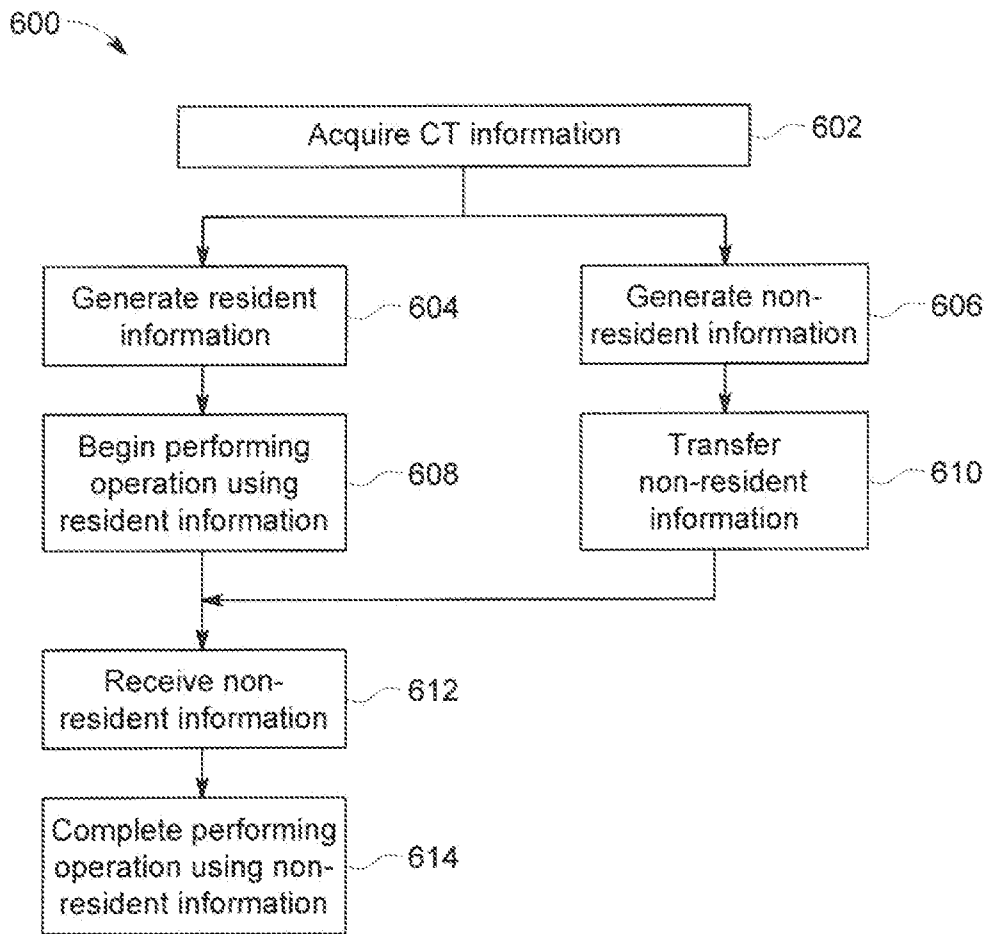 600
Acquire CT information
602
Generate resident
information
604
Generate non-
resident information
606
Begin performing
operation using
resident information
608
Transfer
non-resident
information
610
Receive non-
resident information
612
Complete performing
operation using non-
resident information
614